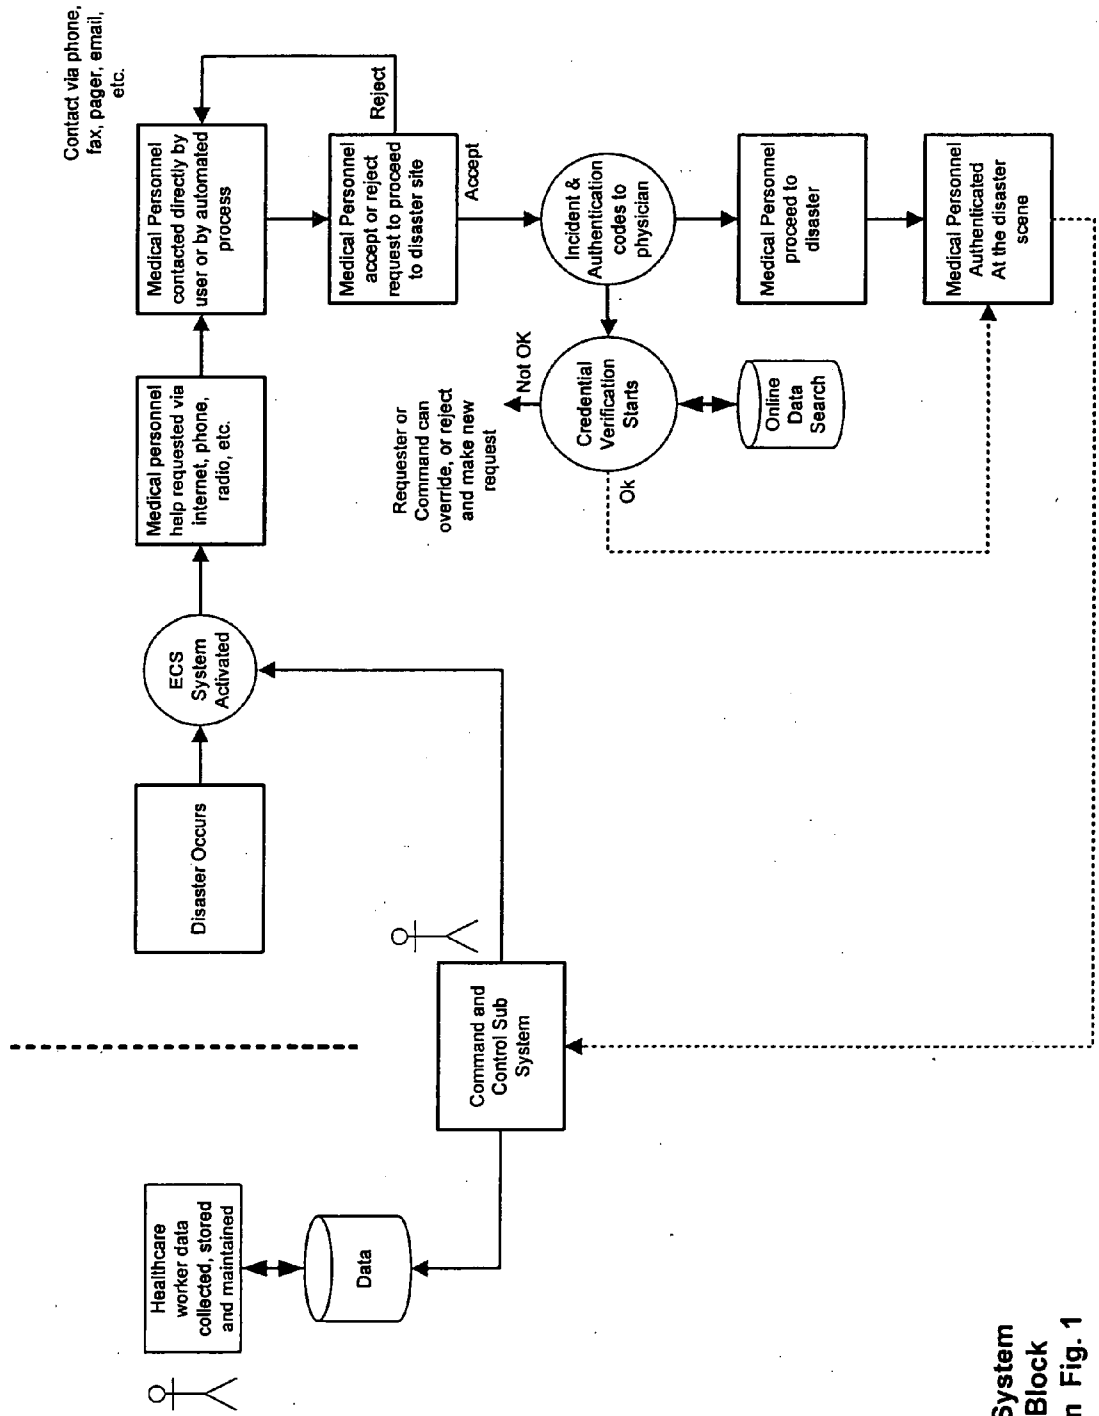 Healthcare
worker data
collected, stored
and maintained
Data
Command and
Control Sub
System
Disaster Occurs
ECS
System
Activated
Medical personnel
help requested via
internet, phone,
radio, etc.
Contact via phone,
fax, pager, email,
etc.
Medical Personnel
contacted directly by
user or by automated
process
Medical Personnel
accept or reject
request to proceed
to disaster site
Reject
Accept
Incident &
Authentication
codes to
physician
Credential
Verification
Starts
Not OK
Requester or
Command can
override, or reject
and make new
request
Ok
Online
Data
Search
Medical Personnel
proceed to
disaster
Medical Personnel
Authenticated
At the disaster
scene
System
Block
Fig. 1